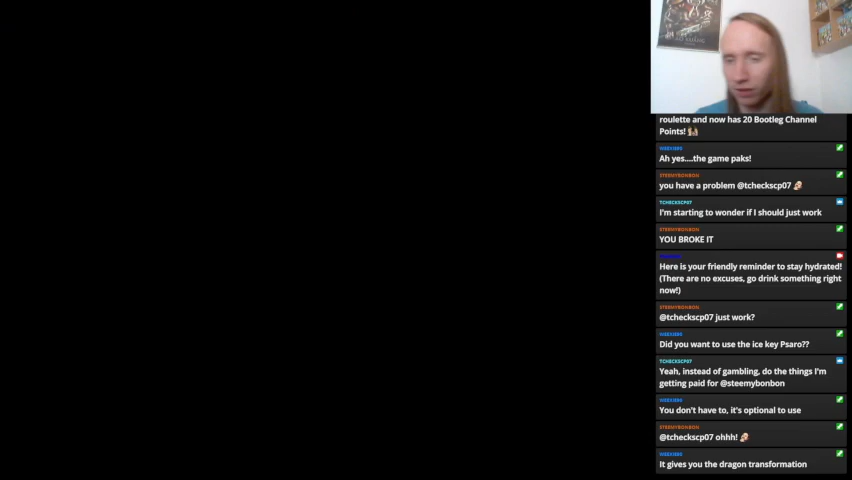 roulette and now has 20 Bootleg Channel
Points!
WEEKIE80
Ah yes....the game paks!
STEEMYBONBON
you have a problem @tcheckscp07
TCHECKSCP07
I'm starting to wonder if I should just work
STEEMYBONBON
YOU BROKE IT
Here is your friendly reminder to stay hydrated!
(There are no excuses, go drink something right
now!)
STEEMYBONBON
@tcheckscp07 just work?
Did you want to use the ice key Psaro??
TCHECKSCP07
Yeah, instead of gambling, do the things I'm
getting paid for @steemybonbon
You don't have to, it's optional to use
STEEMYBONBON
@tcheckscp07 ohhh!
It gives you the dragon transformation